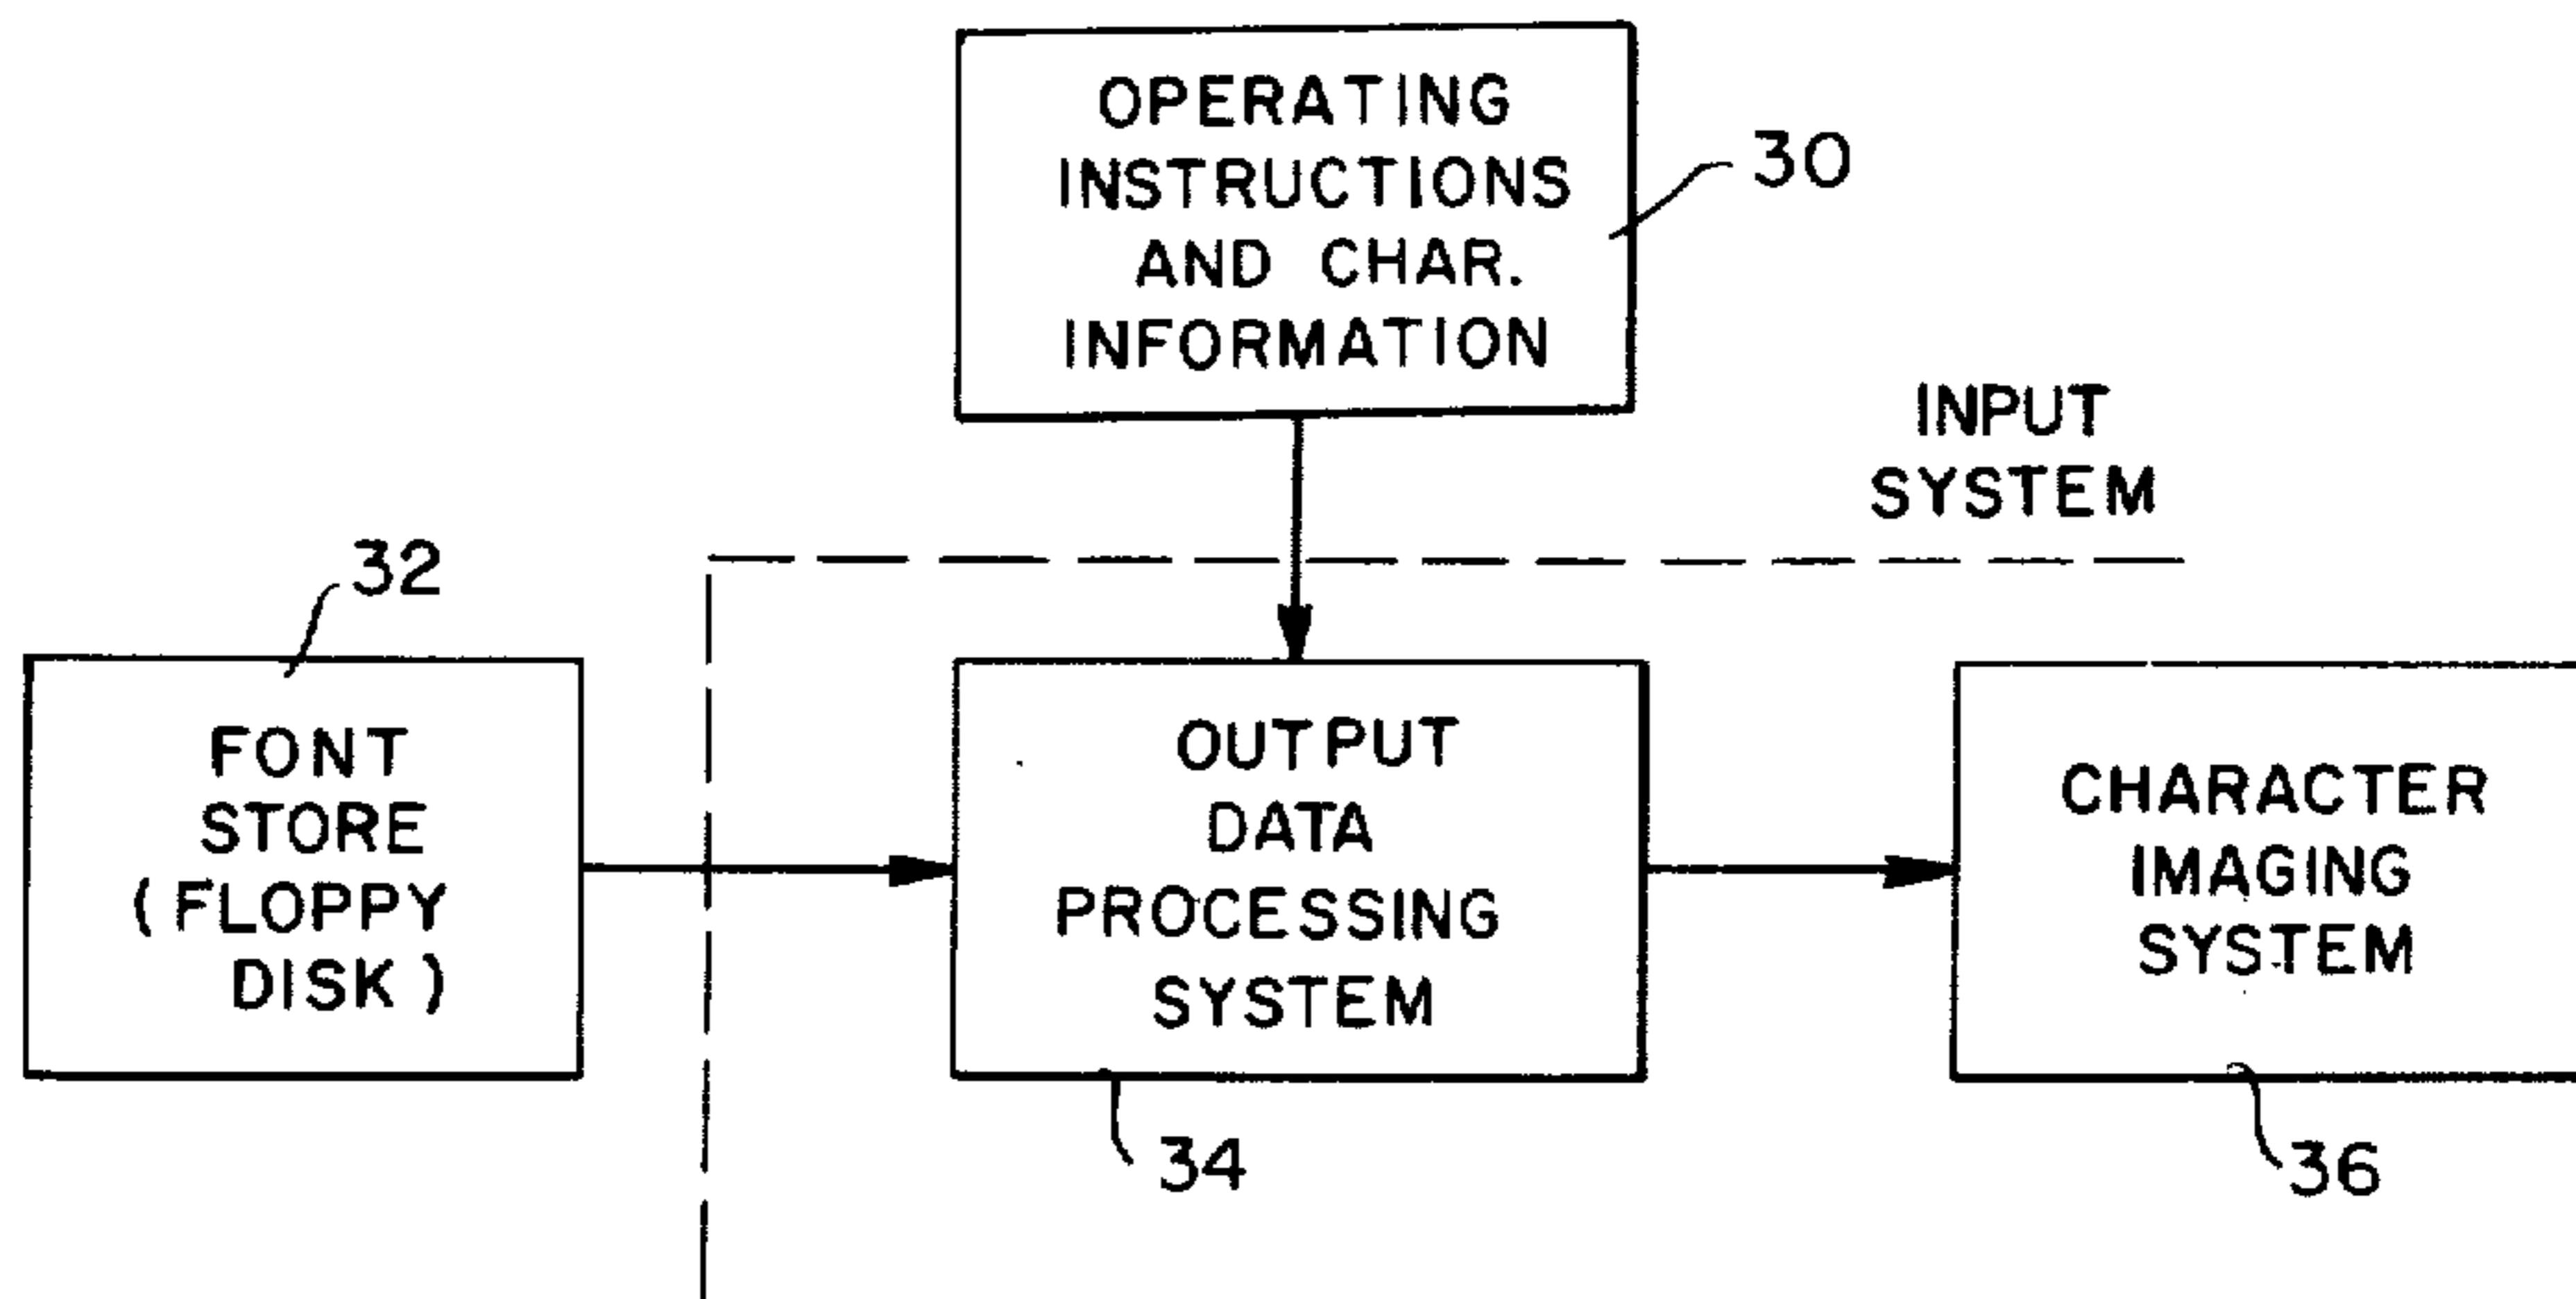 OPERATING
INSTRUCTIONS
AND CHAR.
INFORMATION
30
INPUT
SYSTEM
32
FONT
STORE
(FLOPPY
DISK)
OUTPUT
DATA
PROCESSING
SYSTEM
34
CHARACTER
IMAGING
SYSTEM
36